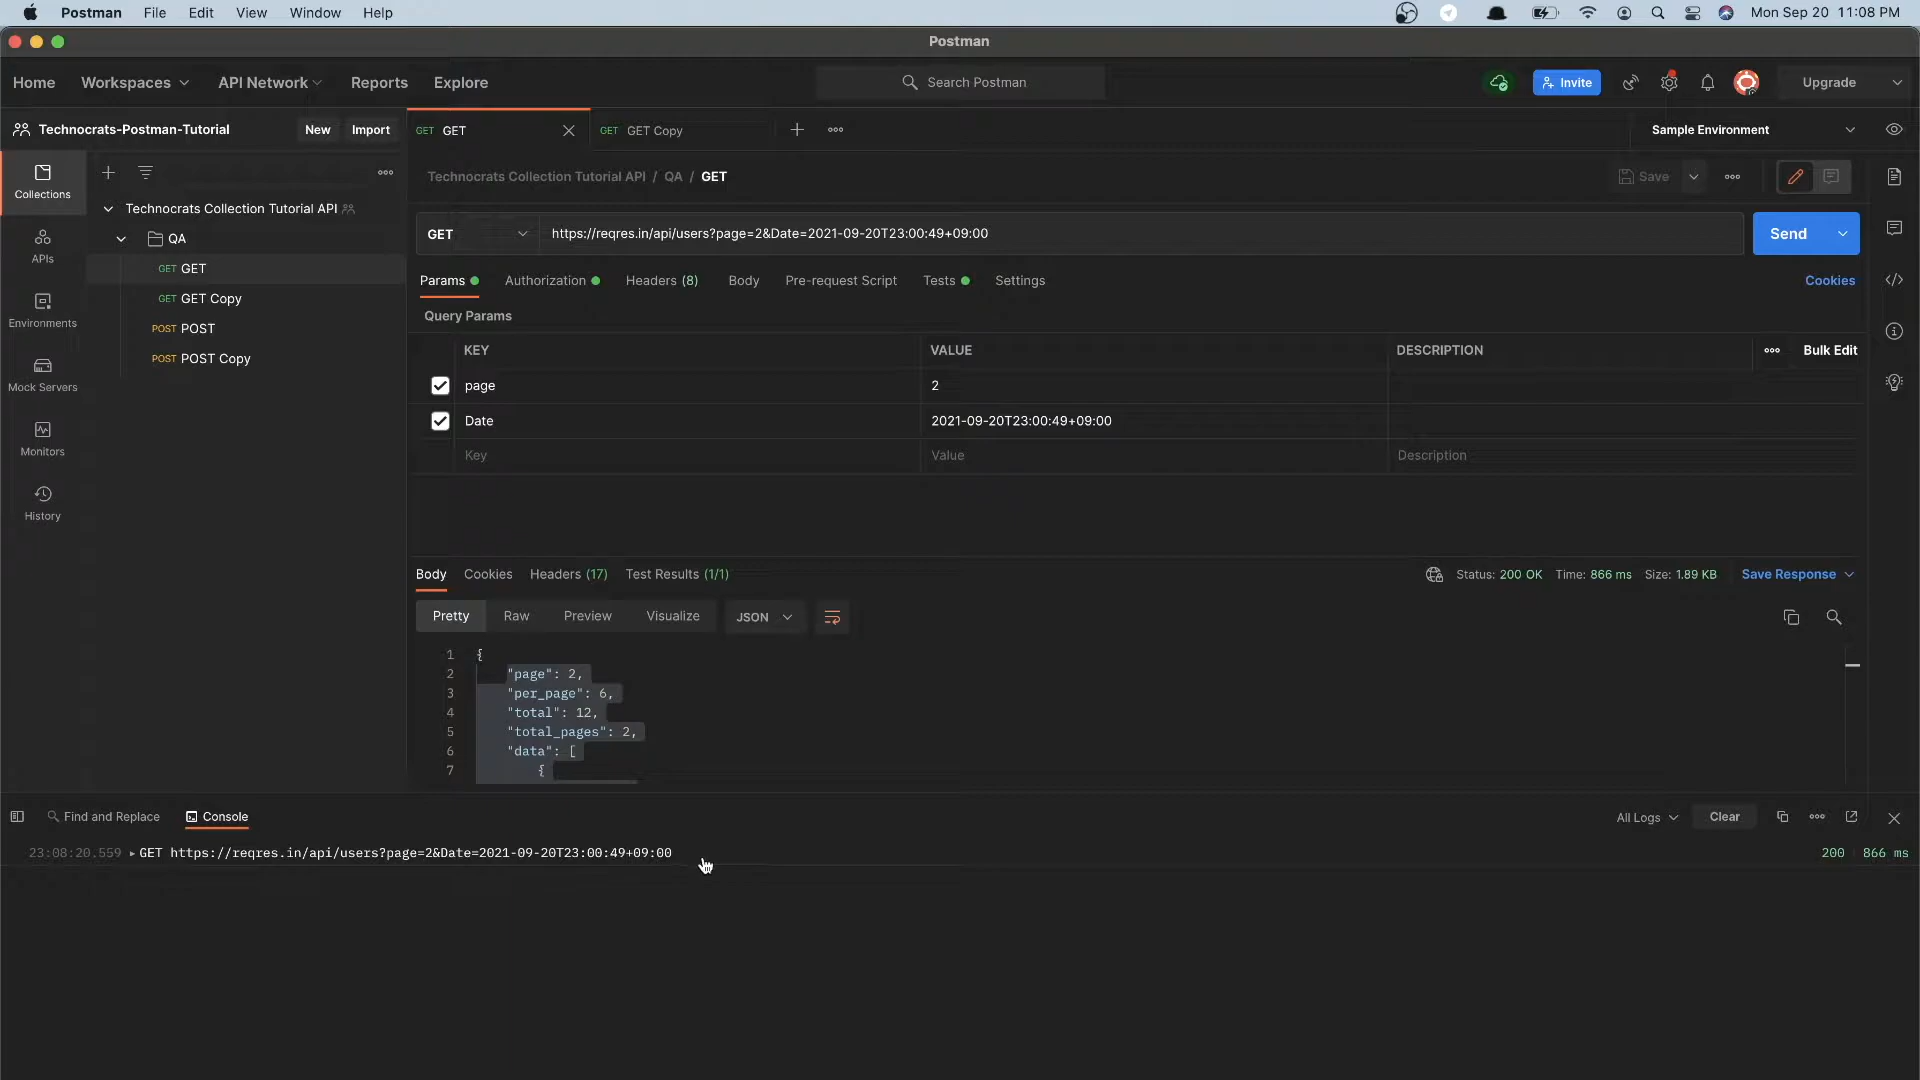 Postman File Edit View Window Help Mon Sep 20 11:08 PM
Postman
Home Workspaces API Network Reports Explore Search Postman Invite Upgrade
Technocrats-Postman-Tutorial New Import GET GET GET GET Copy Sample Environment
Collections
APIs
Environments
Mock Servers
Monitors
History
Technocrats Collection Tutorial API
QA
GET GET
GET GET Copy
POST POST
POST POST Copy
Technocrats Collection Tutorial API / QA / GET Save
GET https://reqres.in/api/users?page=2&Date=2021-09-20T23:00:49+09:00 Send
Params Authorization Headers (8) Body Pre-request Script Tests Settings Cookies
Query Params
KEY VALUE DESCRIPTION Bulk Edit
page 2
Date 2021-09-20T23:00:49+09:00
Key Value Description
Body Cookies Headers (17) Test Results (1/1) Status: 200 OK Time: 866 ms Size: 1.89 KB Save Response
Pretty Raw Preview Visualize JSON
1 {
2 "page": 2,
3 "per_page": 6,
4 "total": 12,
5 "total_pages": 2,
6 "data": [
7 {
Find and Replace Console All Logs Clear
23:08:20.559 GET https://reqres.in/api/users?page=2&Date=2021-09-20T23:00:49+09:00 200 866 ms